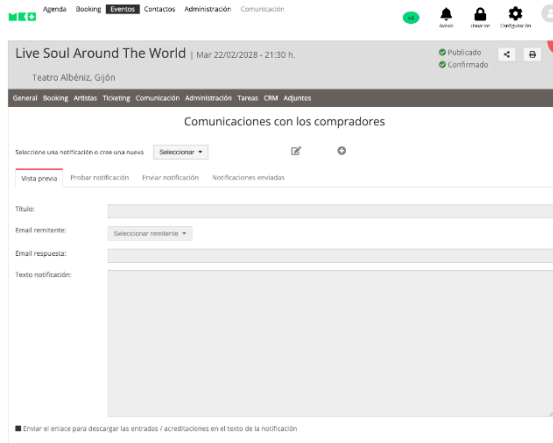 Agenda Booking Eventos Contactos Administración Comunicación
Avisos Usuarios Configuración
Live Soul Around The World | Mar 22/02/2028 - 21:30 h.
Publicado
Confirmado
Teatro Albéniz, Gijón
General Booking Artistas Ticketing Comunicación Administración Tareas CRM Adjuntos
Comunicaciones con los compradores
Seleccione una notificación o cree una nueva Seleccionar
Vista previa Probar notificación Enviar notificación Notificaciones enviadas
Título:
Email remitente: Seleccionar remitente
Email respuesta:
Texto notificación:
Enviar el enlace para descargar las entradas / acreditaciones en el texto de la notificación